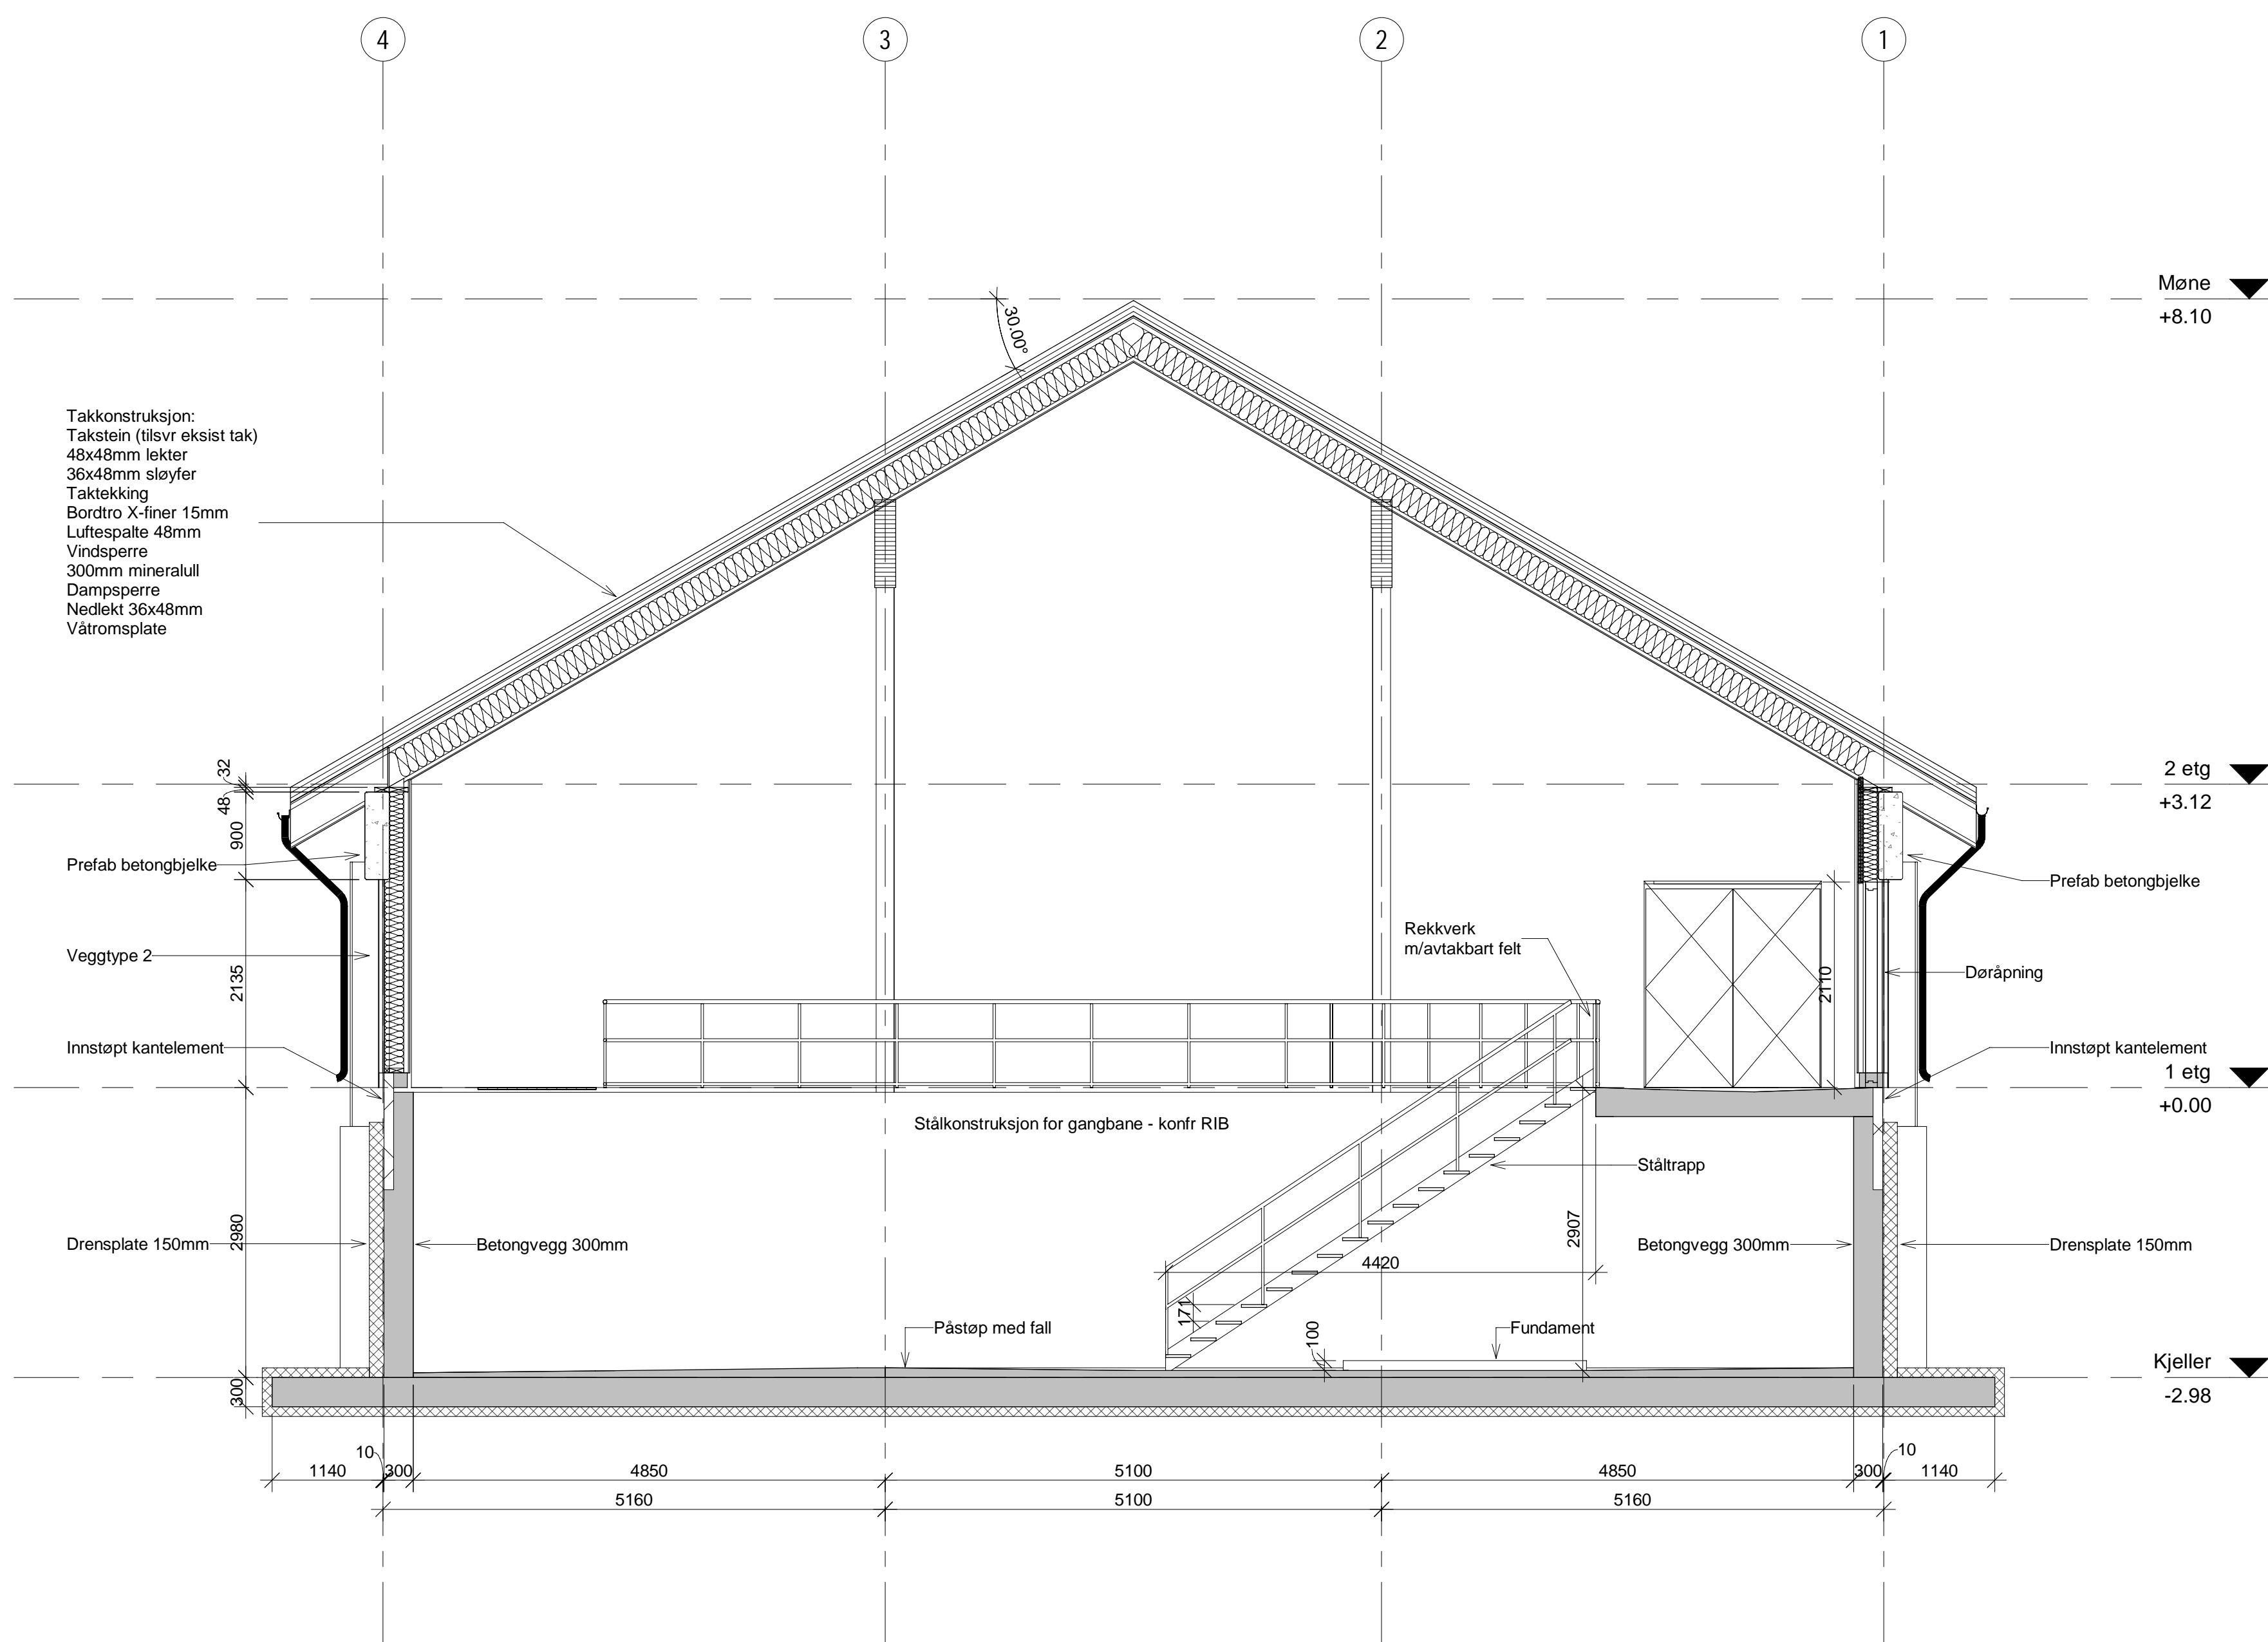 4
3
2
1
Møne
+8.10
30.00°
Takkonstruksjon:
Takstein (tilsvr eksist tak)
48x48mm lekter
36x48mm sløyfer
Taktekking
Bordtro X-finer 15mm
Luftespalte 48mm
Vindsperre
300mm mineralull
Dampsperre
Nedlekt 36x48mm
Våtromsplate
32
48
900
2 etg
+3.12
Prefab betongbjelke
Prefab betongbjelke
Rekkverk
m/avtakbart felt
Veggtype 2
2135
2110
Døråpning
Innstøpt kantelement
Innstøpt kantelement
1 etg
+0.00
Stålkonstruksjon for gangbane - konfr RIB
Ståltrapp
2980
2907
Drensplate 150mm
Betongvegg 300mm
Betongvegg 300mm
Drensplate 150mm
4420
171
100
Påstøp med fall
Fundament
Kjeller
-2.98
300
10
10
1140
300
4850
5100
4850
300
1140
5160
5100
5160